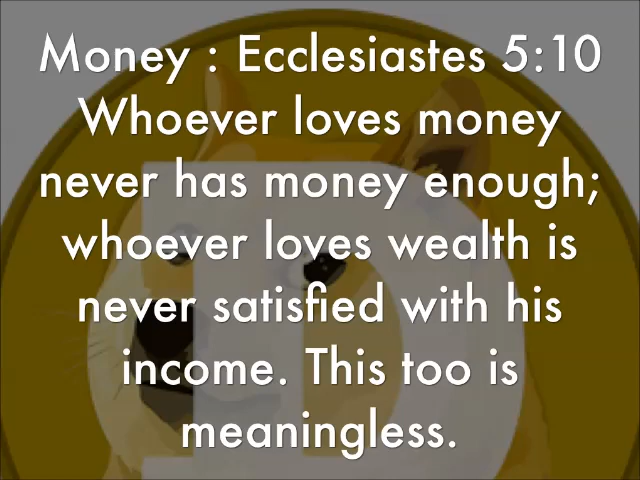 Money : Ecclesiastes 5:10
Whoever loves money
never has money enough;
whoever loves wealth is
never satisfied with his
income. This too is
meaningless.